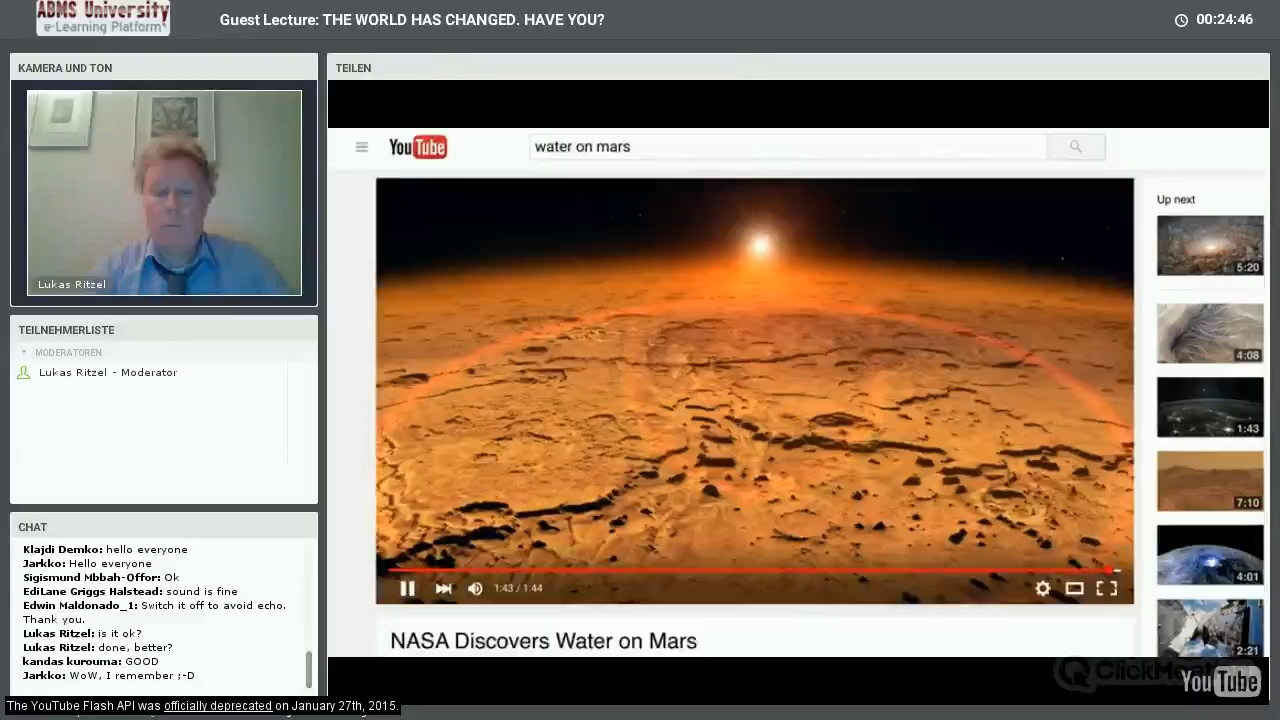 ABMS University
e-Learning Platform
Guest Lecture: THE WORLD HAS CHANGED. HAVE YOU?
00:24:46
KAMERA UND TON
Lukas Ritzel
TEILNEHMERLISTE
MODERATOREN
Lukas Ritzel - Moderator
CHAT
Klajdi Demko: hello everyone
Jarkko: Hello everyone
Sigismund Mbbah-Offor: Ok
EdiLane Griggs Halstead: sound is fine
Edwin Maldonado_1: Switch it off to avoid echo.
Thank you.
Lukas Ritzel: is it ok?
Lukas Ritzel: done, better?
kandas kurouma: GOOD
Jarkko: WoW, I remember ;-D
The YouTube Flash API was officially deprecated on January 27th, 2015.
TEILEN
YouTube
water on mars
Up next
5:20
4:08
1:43
7:10
4:01
2:21
1:43 / 1:44
NASA Discovers Water on Mars
YouTube